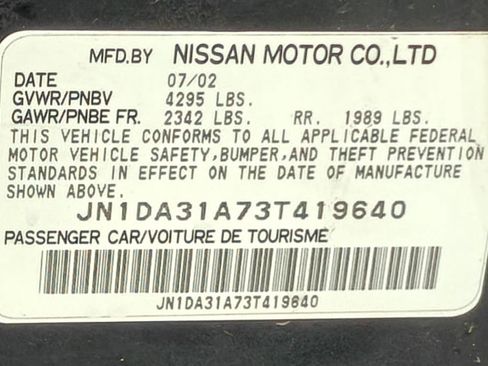 MFD.BY NISSAN MOTOR CO.,LTD
DATE 07/02
GVWR/PNBV 4295 LBS.
GAWR/PNBE FR. 2342 LBS. RR. 1989 LBS.
THIS VEHICLE CONFORMS TO ALL APPLICABLE FEDERAL
MOTOR VEHICLE SAFETY,BUMPER,AND THEFT PREVENTION
STANDARDS IN EFFECT ON THE DATE OF MANUFACTURE
SHOWN ABOVE.
JN1DA31A73T419640
PASSENGER CAR/VOITURE DE TOURISME
JN1DA31A73T419640